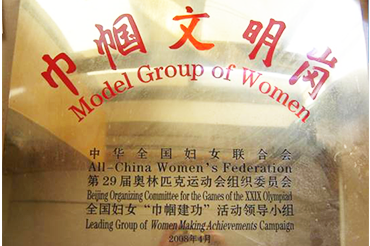 巾帼文明岗
Model Group of Women
中华全国妇女联合会
All-China Women's Federation
第29届奥林匹克运动会组织委员会
Beijing Organizing Committee for the Games of the XXIX Olympiad
全国妇女“巾帼建功”活动领导小组
Leading Group of Women Making Achievements Campaign
2008年4月